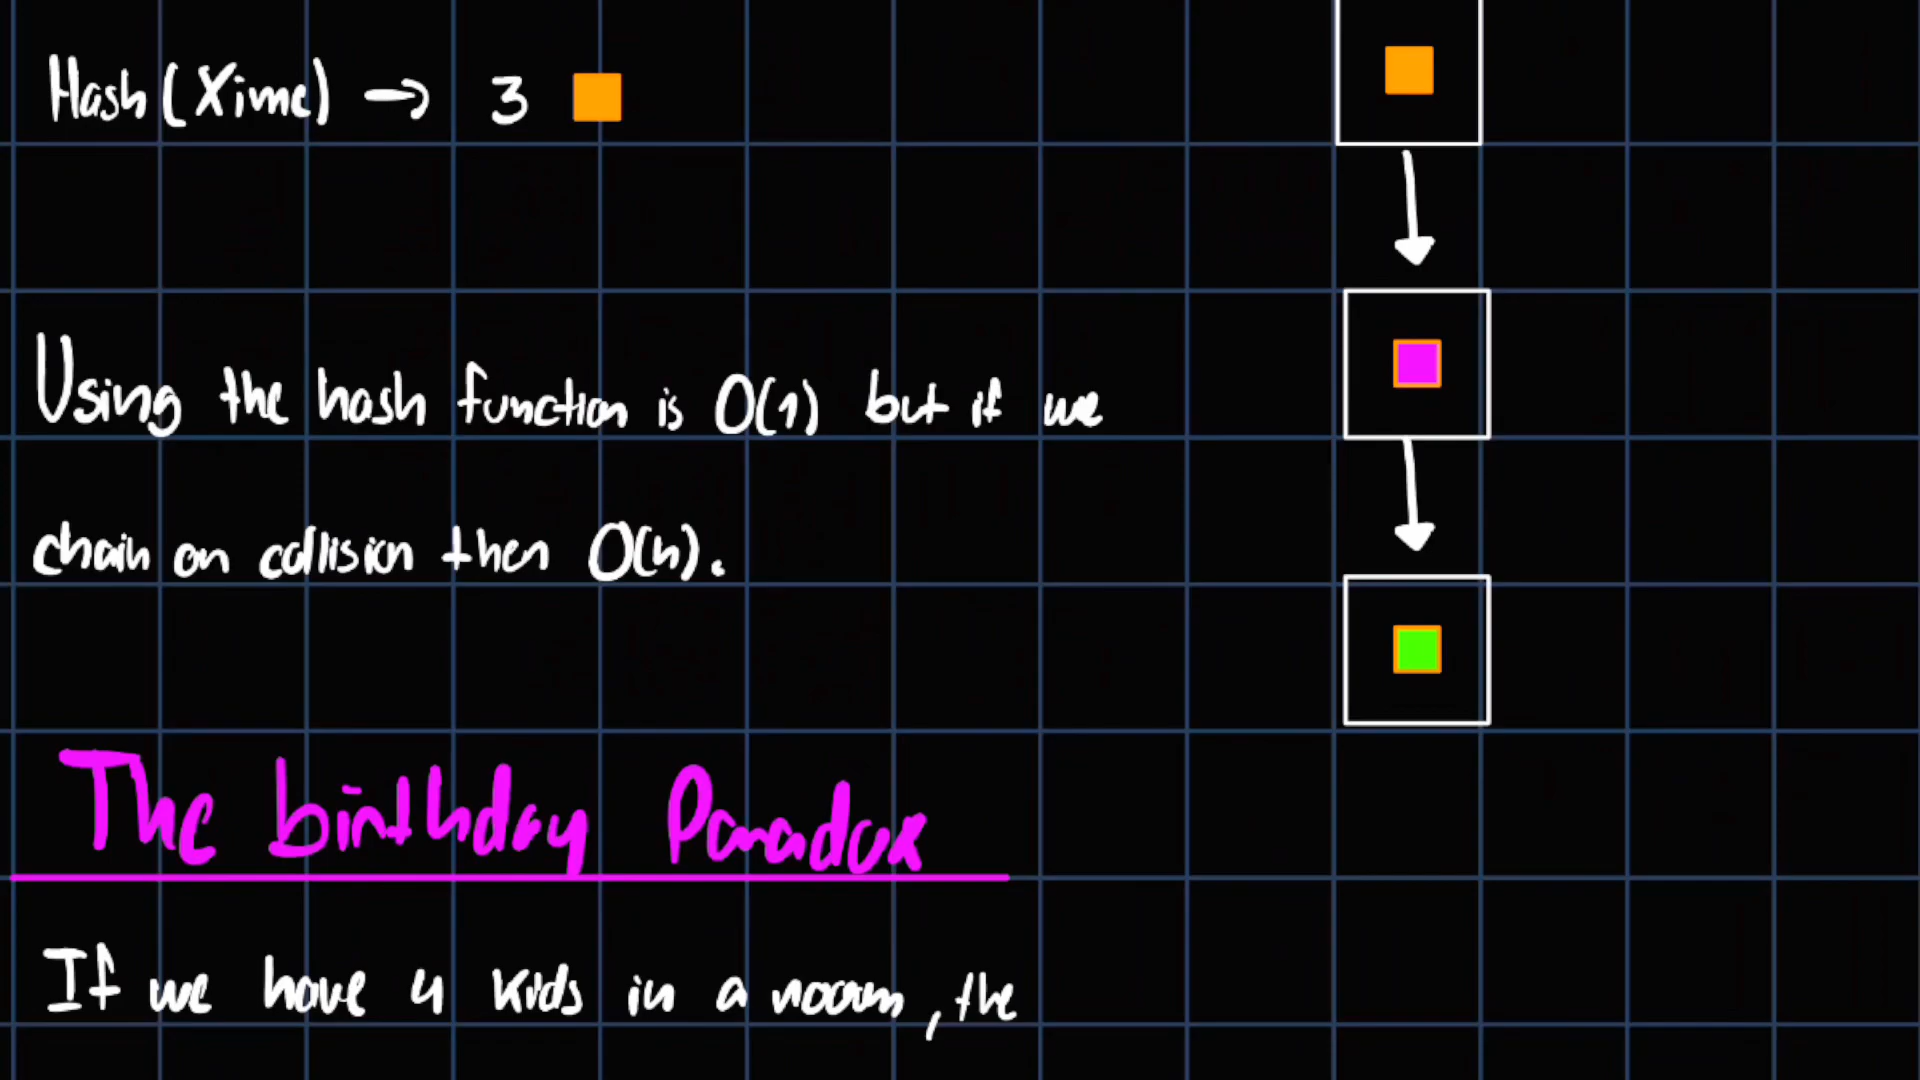 Hash(Xime) → 3
Using the hash function is O(1) but if we
chain on collision then O(n).
The birthday Paradox
If we have 4 kids in a room, the